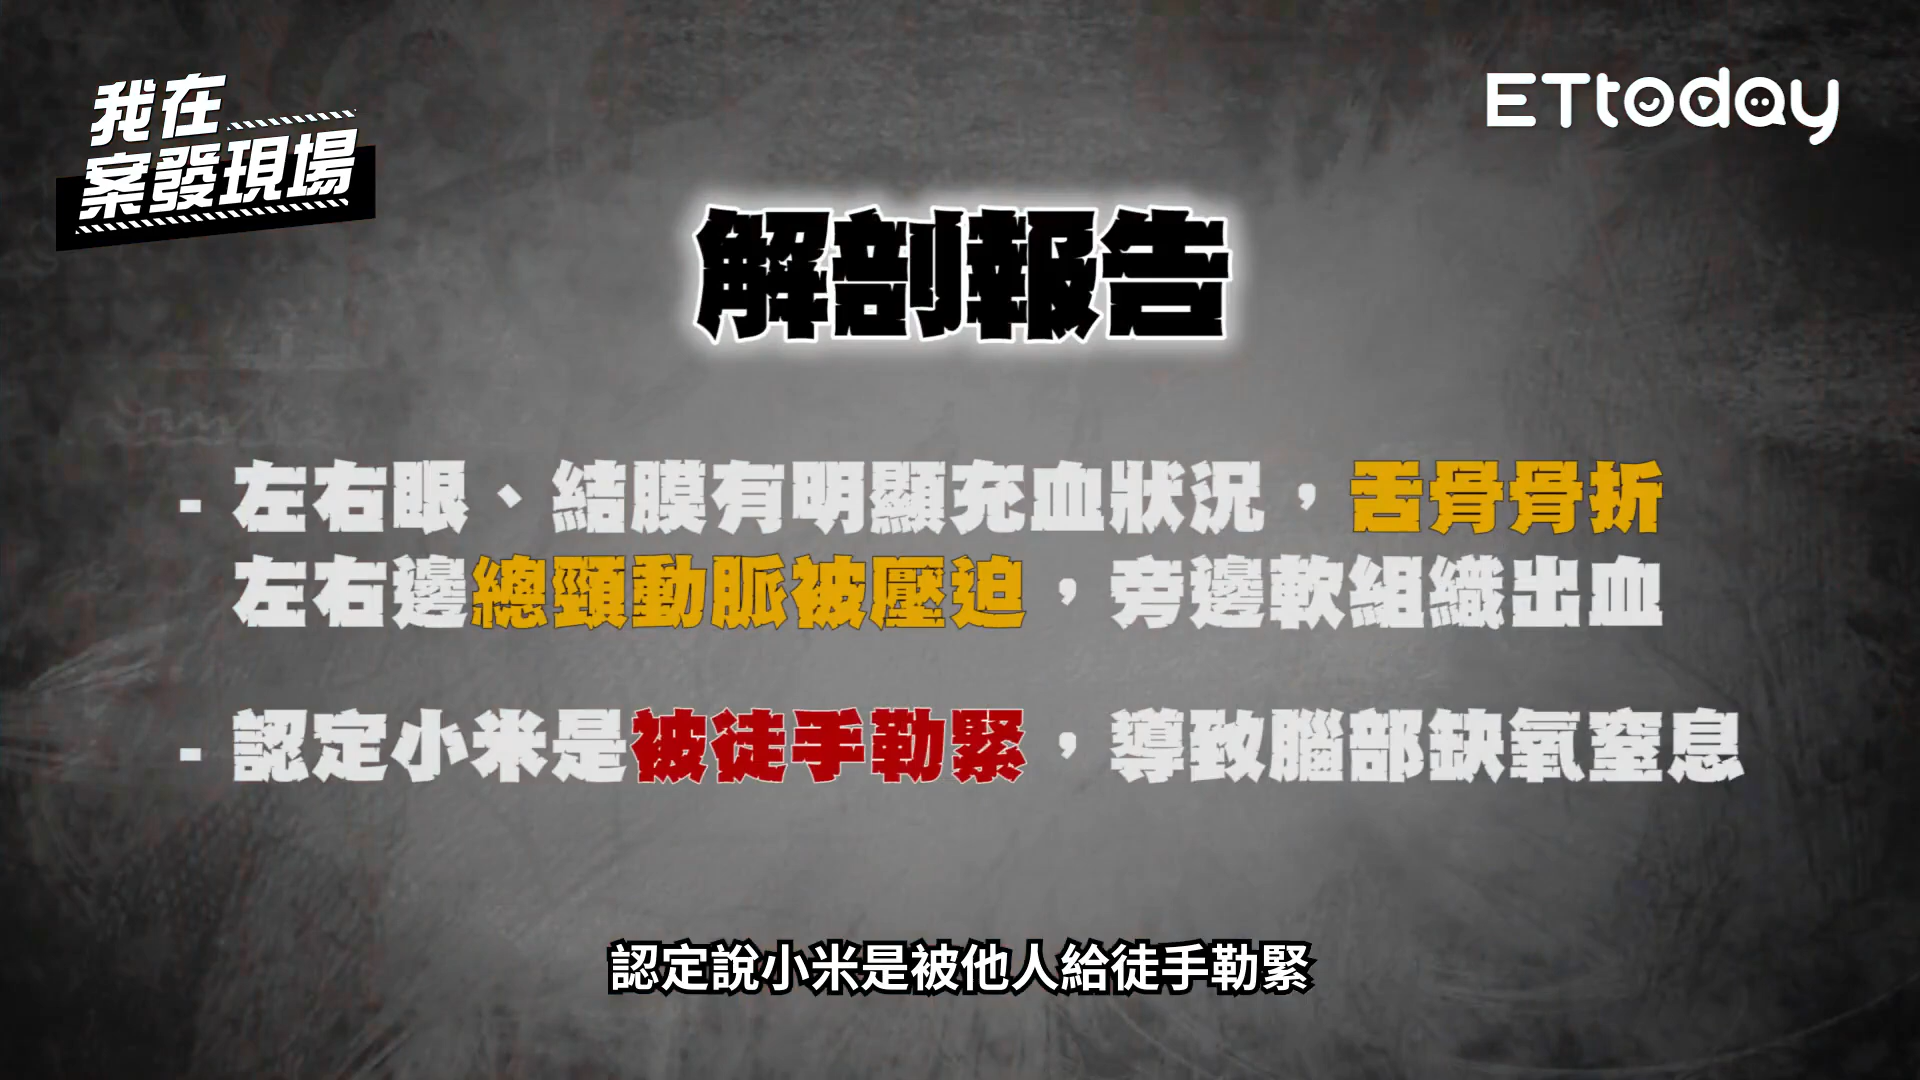 我在
案發現場
ETtoday
解剖報告
- 左右眼、結膜有明顯充血狀況，舌骨骨折
左右邊總頸動脈被壓迫，旁邊軟組織出血
- 認定小米是被徒手勒緊，導致腦部缺氧窒息
認定說小米是被他人給徒手勒緊